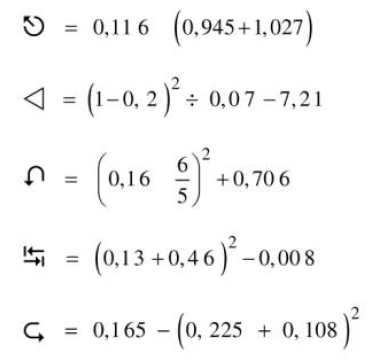 = 0,116 (0,945+1,027)
◁ = (1−0,2)² ÷ 0,07 −7,21
= (0,16 6/5)² +0,706
↹ = (0,13 +0,46)² −0,008
= 0,165 − (0,225 + 0,108)²